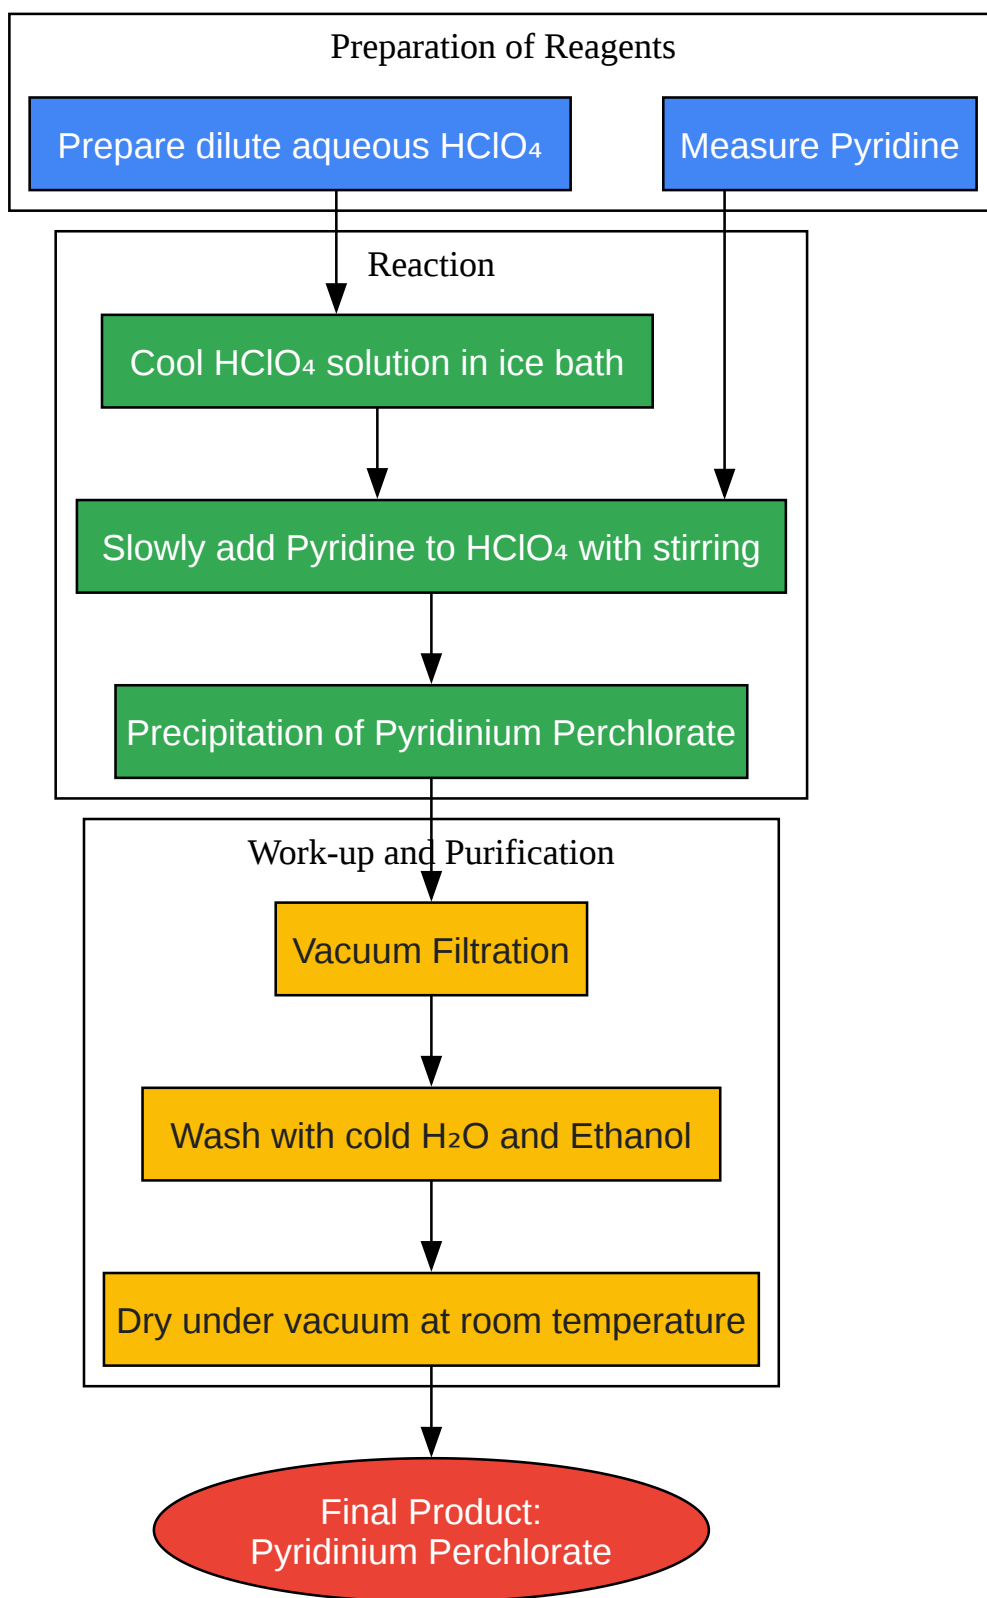 Preparation of Reagents
Prepare dilute aqueous HClO₄
Measure Pyridine
Reaction
Cool HClO₄ solution in ice bath
Slowly add Pyridine to HClO₄ with stirring
Precipitation of Pyridinium Perchlorate
Work-up and Purification
Vacuum Filtration
Wash with cold H₂O and Ethanol
Dry under vacuum at room temperature
Final Product:
Pyridinium Perchlorate